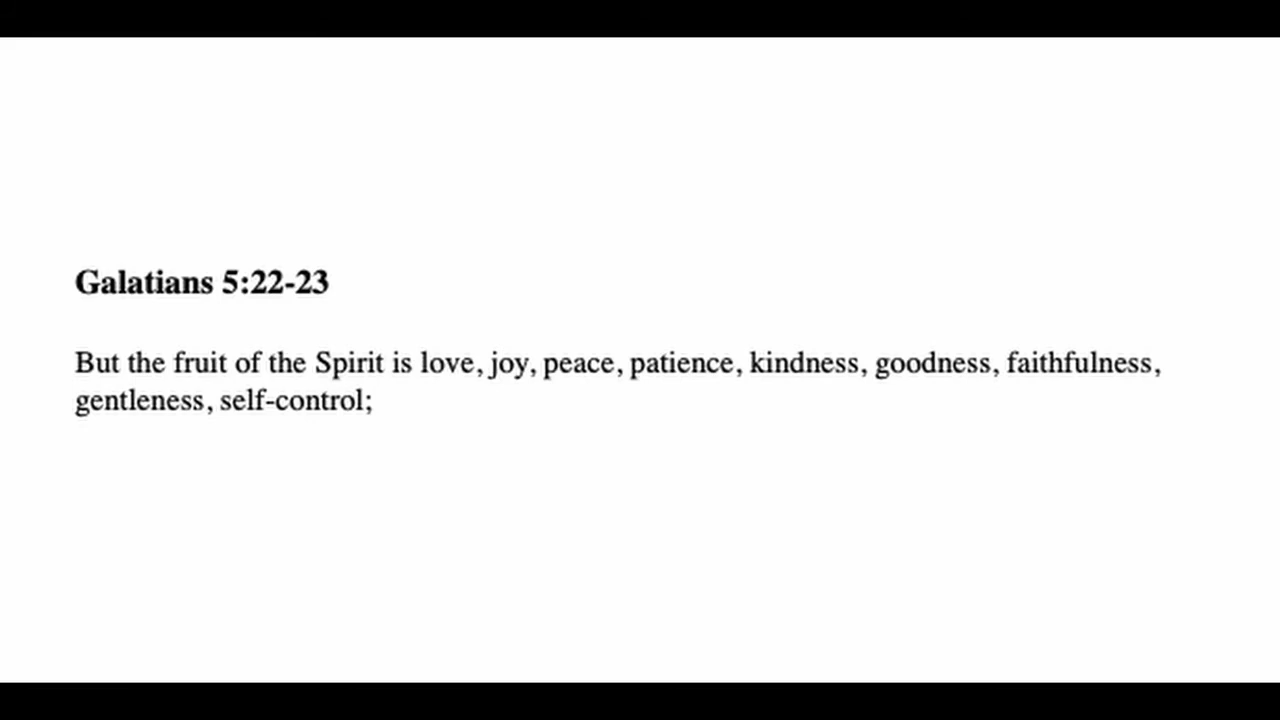 Galatians 5:22-23
But the fruit of the Spirit is love, joy, peace, patience, kindness, goodness, faithfulness,
gentleness, self-control;